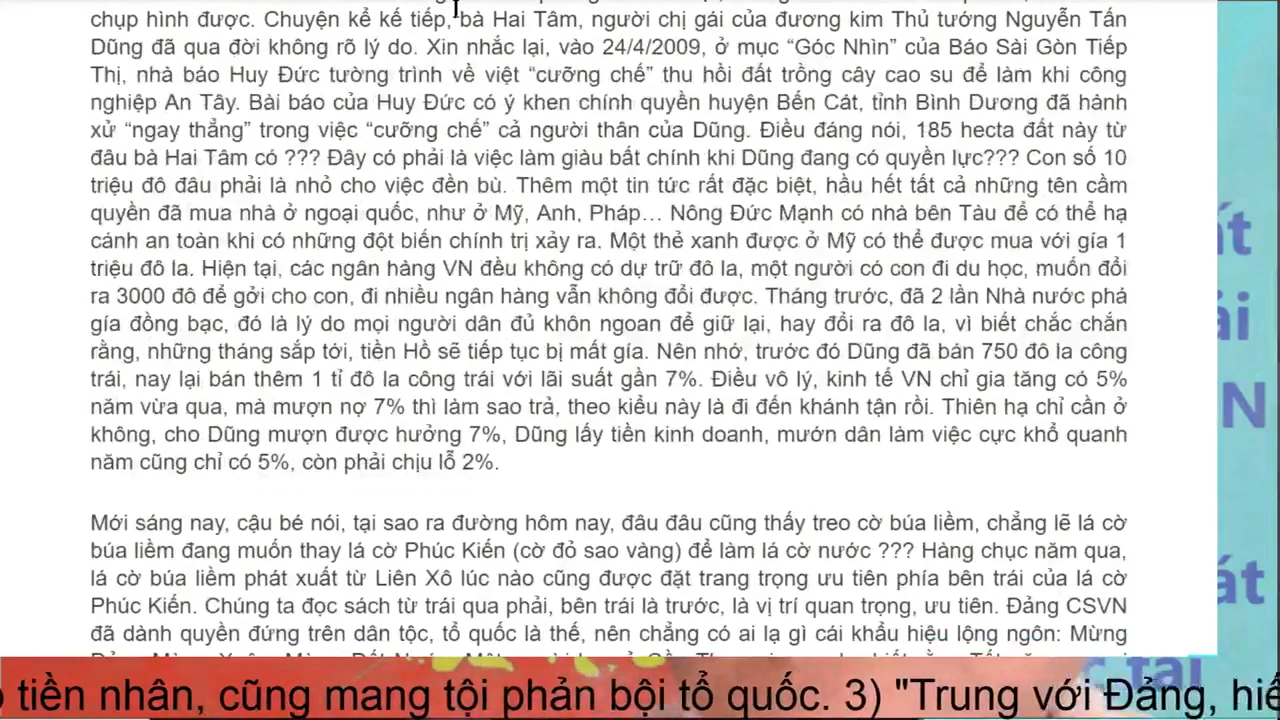 chụp hình được. Chuyện kể kế tiếp, bà Hai Tâm, người chị gái của đương kim Thủ tướng Nguyễn Tấn
Dũng đã qua đời không rõ lý do. Xin nhắc lại, vào 24/4/2009, ở mục “Góc Nhìn” của Báo Sài Gòn Tiếp
Thị, nhà báo Huy Đức tường trình về việt “cưỡng chế” thu hồi đất trồng cây cao su để làm khi công
nghiệp An Tây. Bài báo của Huy Đức có ý khen chính quyền huyện Bến Cát, tỉnh Bình Dương đã hành
xử “ngay thẳng” trong việc “cưỡng chế” cả người thân của Dũng. Điều đáng nói, 185 hecta đất này từ
đâu bà Hai Tâm có ??? Đây có phải là việc làm giàu bất chính khi Dũng đang có quyền lực??? Con số 10
triệu đô đâu phải là nhỏ cho việc đền bù. Thêm một tin tức rất đặc biệt, hầu hết tất cả những tên cầm
quyền đã mua nhà ở ngoại quốc, như ở Mỹ, Anh, Pháp… Nông Đức Mạnh có nhà bên Tàu để có thể hạ
cánh an toàn khi có những đột biến chính trị xảy ra. Một thẻ xanh được ở Mỹ có thể được mua với gía 1
triệu đô la. Hiện tại, các ngân hàng VN đều không có dự trữ đô la, một người có con đi du học, muốn đổi
ra 3000 đô để gởi cho con, đi nhiều ngân hàng vẫn không đổi được. Tháng trước, đã 2 lần Nhà nước phá
gía đồng bạc, đó là lý do mọi người dân đủ khôn ngoan để giữ lại, hay đổi ra đô la, vì biết chắc chắn
rằng, những tháng sắp tới, tiền Hồ sẽ tiếp tục bị mất gía. Nên nhớ, trước đó Dũng đã bán 750 đô la công
trái, nay lại bán thêm 1 tỉ đô la công trái với lãi suất gần 7%. Điều vô lý, kinh tế VN chỉ gia tăng có 5%
năm vừa qua, mà mượn nợ 7% thì làm sao trả, theo kiểu này là đi đến khánh tận rồi. Thiên hạ chỉ cần ở
không, cho Dũng mượn được hưởng 7%, Dũng lấy tiền kinh doanh, mướn dân làm việc cực khổ quanh
năm cũng chỉ có 5%, còn phải chịu lỗ 2%.
Mới sáng nay, cậu bé nói, tại sao ra đường hôm nay, đâu đâu cũng thấy treo cờ búa liềm, chẳng lẽ lá cờ
búa liềm đang muốn thay lá cờ Phúc Kiến (cờ đỏ sao vàng) để làm lá cờ nước ??? Hàng chục năm qua,
lá cờ búa liềm phát xuất từ Liên Xô lúc nào cũng được đặt trang trọng ưu tiên phía bên trái của lá cờ
Phúc Kiến. Chúng ta đọc sách từ trái qua phải, bên trái là trước, là vị trí quan trọng, ưu tiên. Đảng CSVN
đã dành quyền đứng trên dân tộc, tổ quốc là thế, nên chẳng có ai lạ gì cái khẩu hiệu lộng ngôn: Mừng
tiền nhân, cũng mang tội phản bội tổ quốc. 3) "Trung với Đảng,